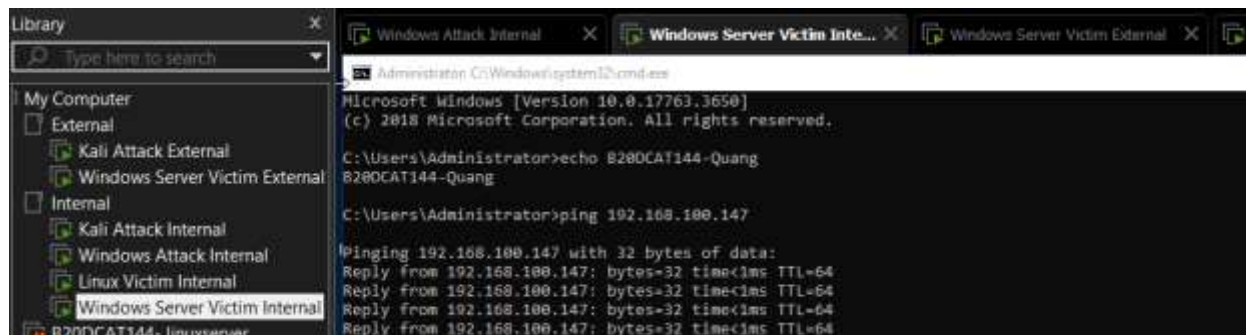 Library
Type here to search
My Computer
External
Kali Attack External
Windows Server Victim External
Internal
Kali Attack Internal
Windows Attack Internal
Linux Victim Internal
Windows Server Victim Internal
B20DCAT144- linuxserver
Windows Attack Internal
Windows Server Victim Inte...
Windows Server Victim External
Administrator: C:\Windows\system32\cmd.exe
Microsoft Windows [Version 10.0.17763.3650]
(c) 2018 Microsoft Corporation. All rights reserved.
C:\Users\Administrator>echo B20DCAT144-Quang
B20DCAT144-Quang
C:\Users\Administrator>ping 192.168.100.147
Pinging 192.168.100.147 with 32 bytes of data:
Reply from 192.168.100.147: bytes=32 time<1ms TTL=64
Reply from 192.168.100.147: bytes=32 time<1ms TTL=64
Reply from 192.168.100.147: bytes=32 time<1ms TTL=64
Reply from 192.168.100.147: bytes=32 time<1ms TTL=64